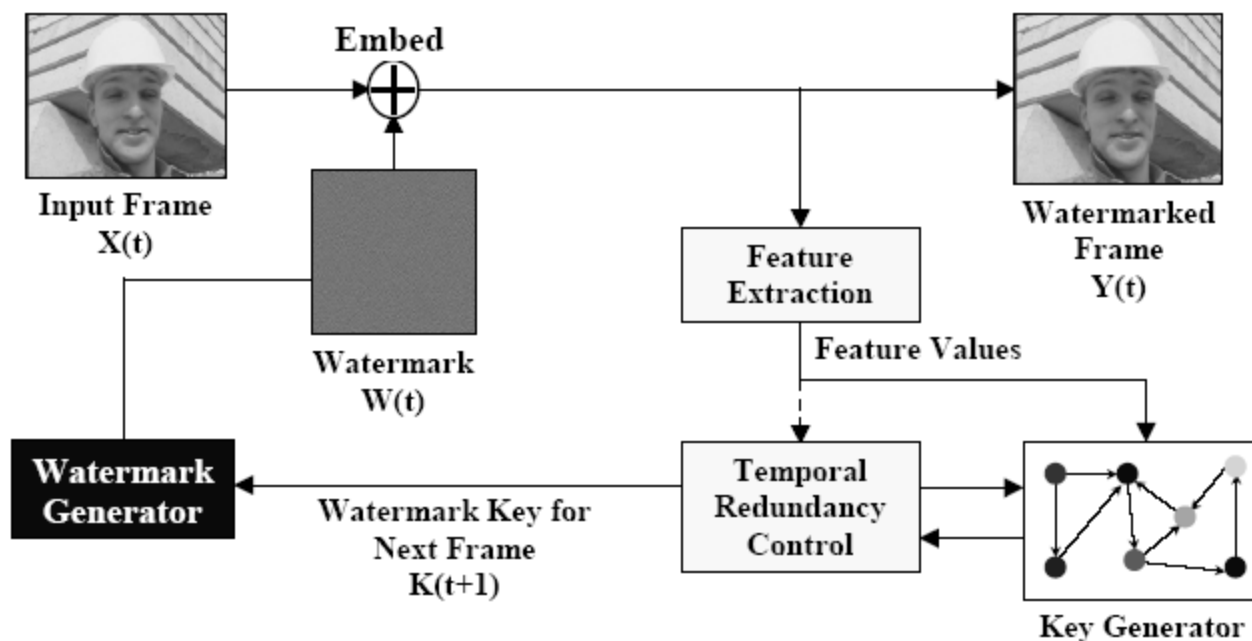 Embed
Input Frame
X(t)
Watermarked
Frame
Y(t)
Feature
Extraction
Feature Values
Watermark
W(t)
Watermark
Generator
Watermark Key for
Next Frame
K(t+1)
Temporal
Redundancy
Control
Key Generator